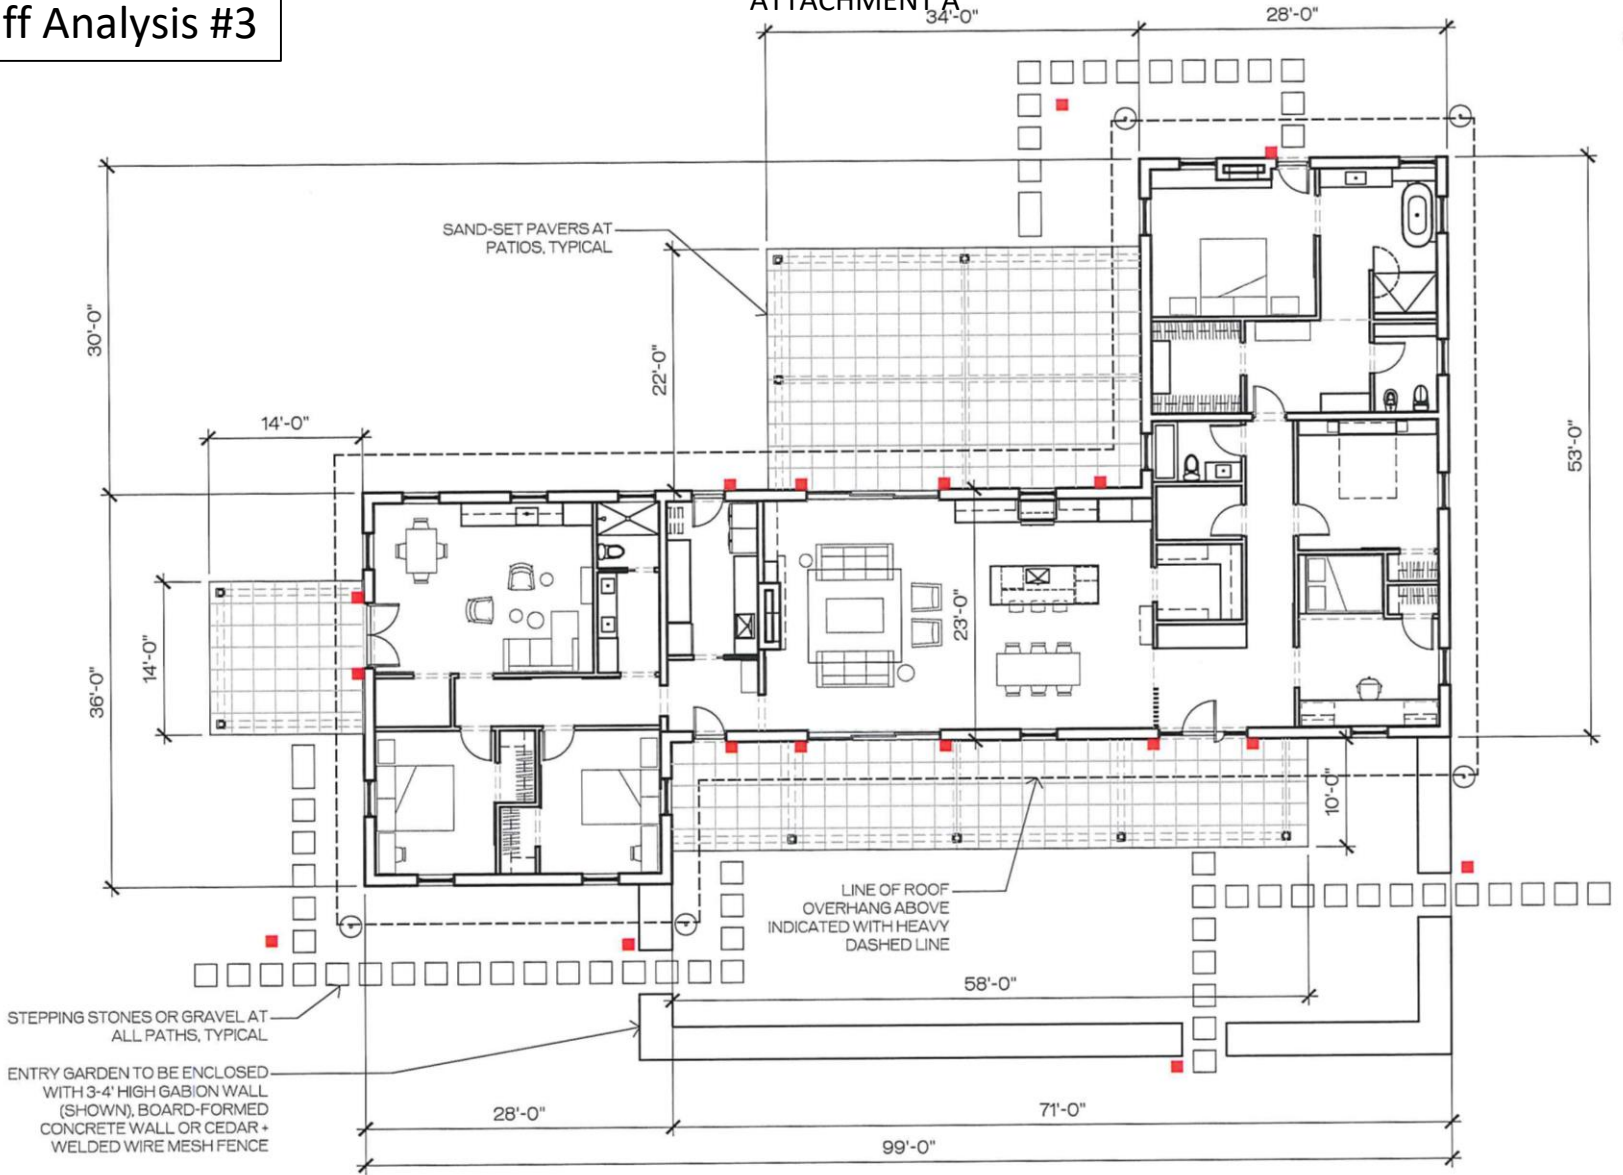 ff Analysis #3
ATTACHMENT A
34'-0"
28'-0"
SAND-SET PAVERS AT
PATIOS, TYPICAL
30'-0"
22'-0"
53'-0"
14'-0"
14'-0"
23'-0"
36'-0"
10'-0"
LINE OF ROOF
OVERHANG ABOVE
INDICATED WITH HEAVY
DASHED LINE
58'-0"
STEPPING STONES OR GRAVEL AT
ALL PATHS, TYPICAL
ENTRY GARDEN TO BE ENCLOSED
WITH 3-4' HIGH GABION WALL
(SHOWN), BOARD-FORMED
CONCRETE WALL OR CEDAR +
WELDED WIRE MESH FENCE
28'-0"
71'-0"
99'-0"